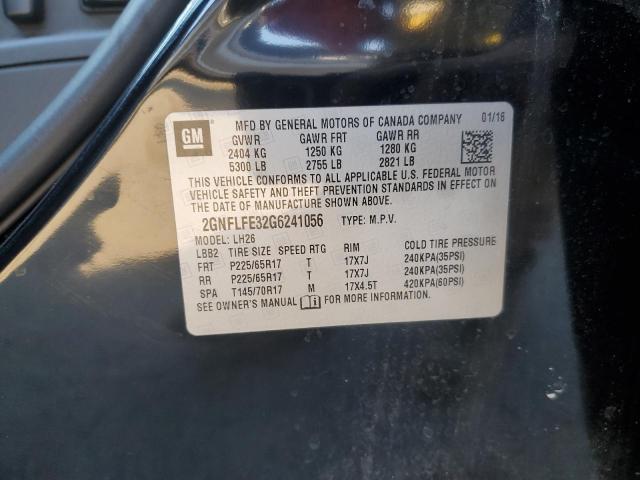 GM
MFD BY GENERAL MOTORS OF CANADA COMPANY 01/16
GVWR GAWR FRT GAWR RR
2404 KG 1250 KG 1280 KG
5300 LB 2755 LB 2821 LB
THIS VEHICLE CONFORMS TO ALL APPLICABLE U.S. FEDERAL MOTOR
VEHICLE SAFETY AND THEFT PREVENTION STANDARDS IN EFFECT ON
THE DATE OF MANUFACTURE SHOWN ABOVE.
2GNFLFE32G6241056 TYPE: M.P.V.
MODEL: LH26
LBB2 TIRE SIZE SPEED RTG RIM COLD TIRE PRESSURE
FRT P225/65R17 T 17X7J 240KPA(35PSI)
RR P225/65R17 T 17X7J 240KPA(35PSI)
SPA T145/70R17 M 17X4.5T 420KPA(60PSI)
SEE OWNER'S MANUAL FOR MORE INFORMATION.